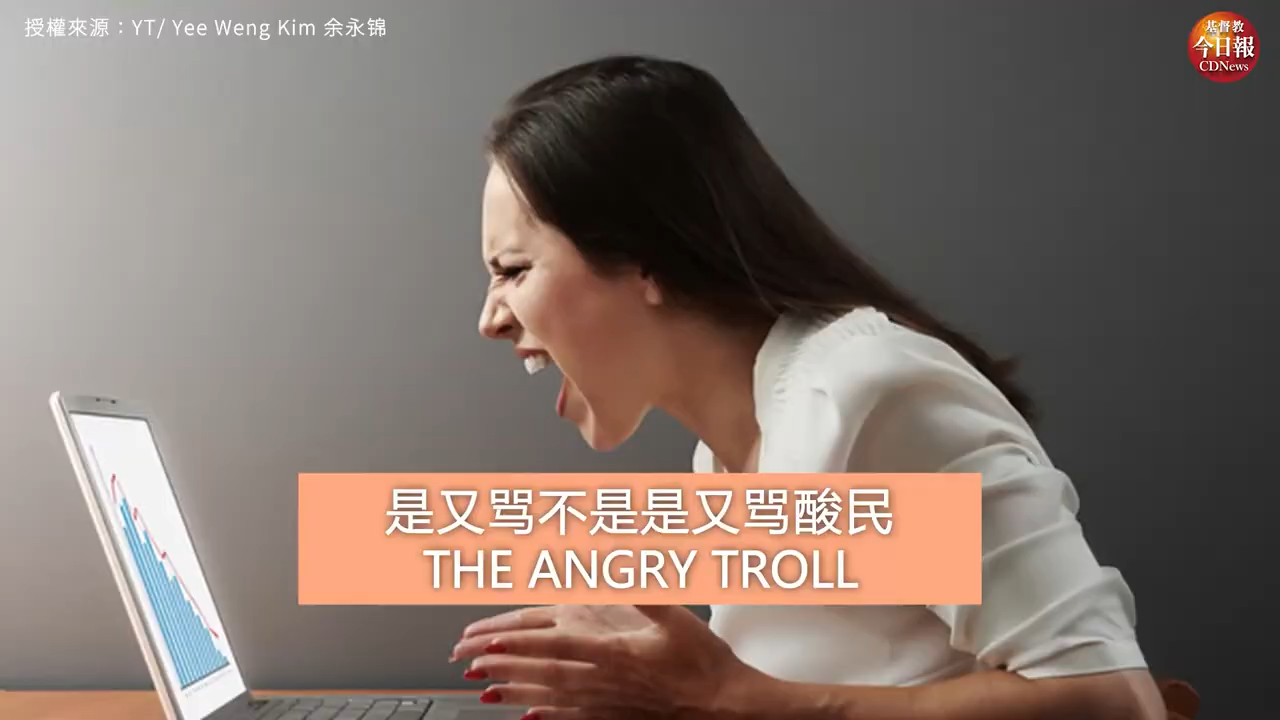 授權來源：YT/ Yee Weng Kim 余永锦
基督教
今日報
CDNews
是又骂不是是又骂酸民
THE ANGRY TROLL